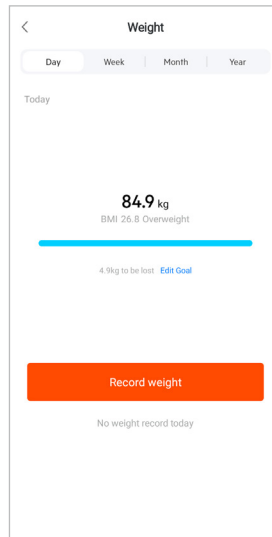 Weight
Day Week Month Year
Today
84.9 kg
BMI 26.8 Overweight
4.9kg to be lost Edit Goal
Record weight
No weight record today